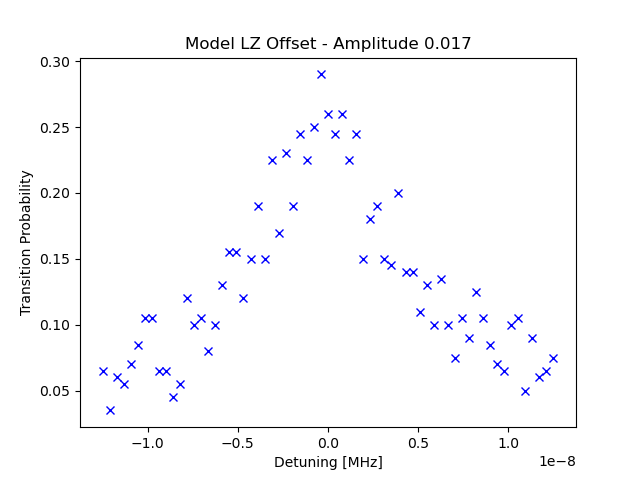 Model LZ Offset - Amplitude 0.017
0.30
0.25
0.20
0.15
0.10
0.05
Transition Probability
−1.0 −0.5 0.0 0.5 1.0
1e−8
Detuning [MHz]